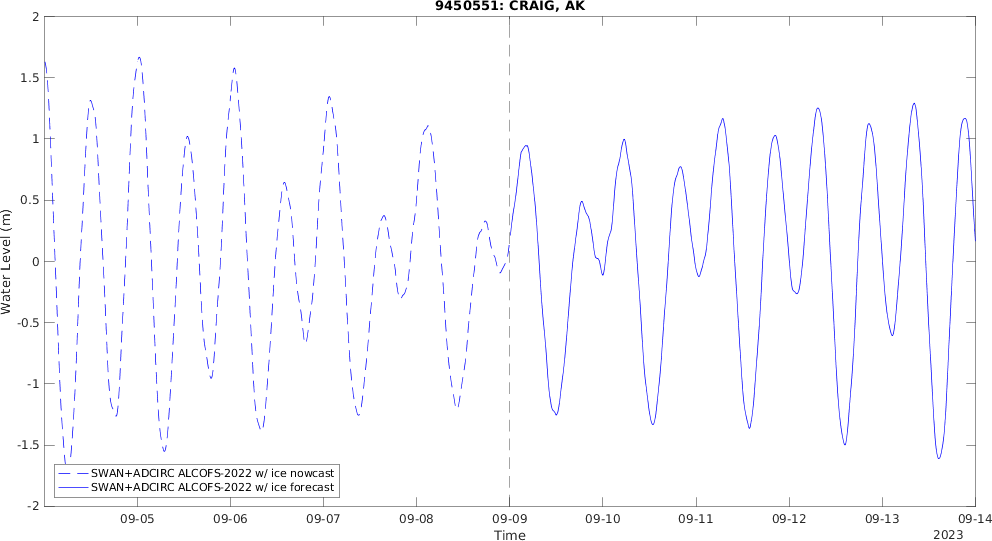 9450551: CRAIG, AK
2
1.5
1
0.5
0
-0.5
-1
-1.5
-2
Water Level (m)
SWAN+ADCIRC ALCOFS-2022 w/ ice nowcast
SWAN+ADCIRC ALCOFS-2022 w/ ice forecast
09-05 09-06 09-07 09-08 09-09 09-10 09-11 09-12 09-13 09-14
Time
2023